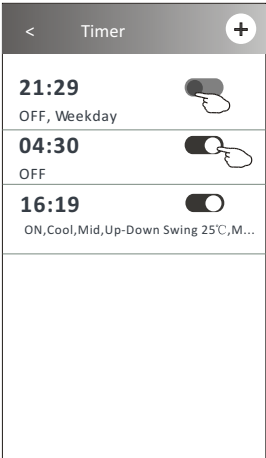 < Timer +
21:29
OFF, Weekday
04:30
OFF
16:19
ON,Cool,Mid,Up-Down Swing 25℃,M...